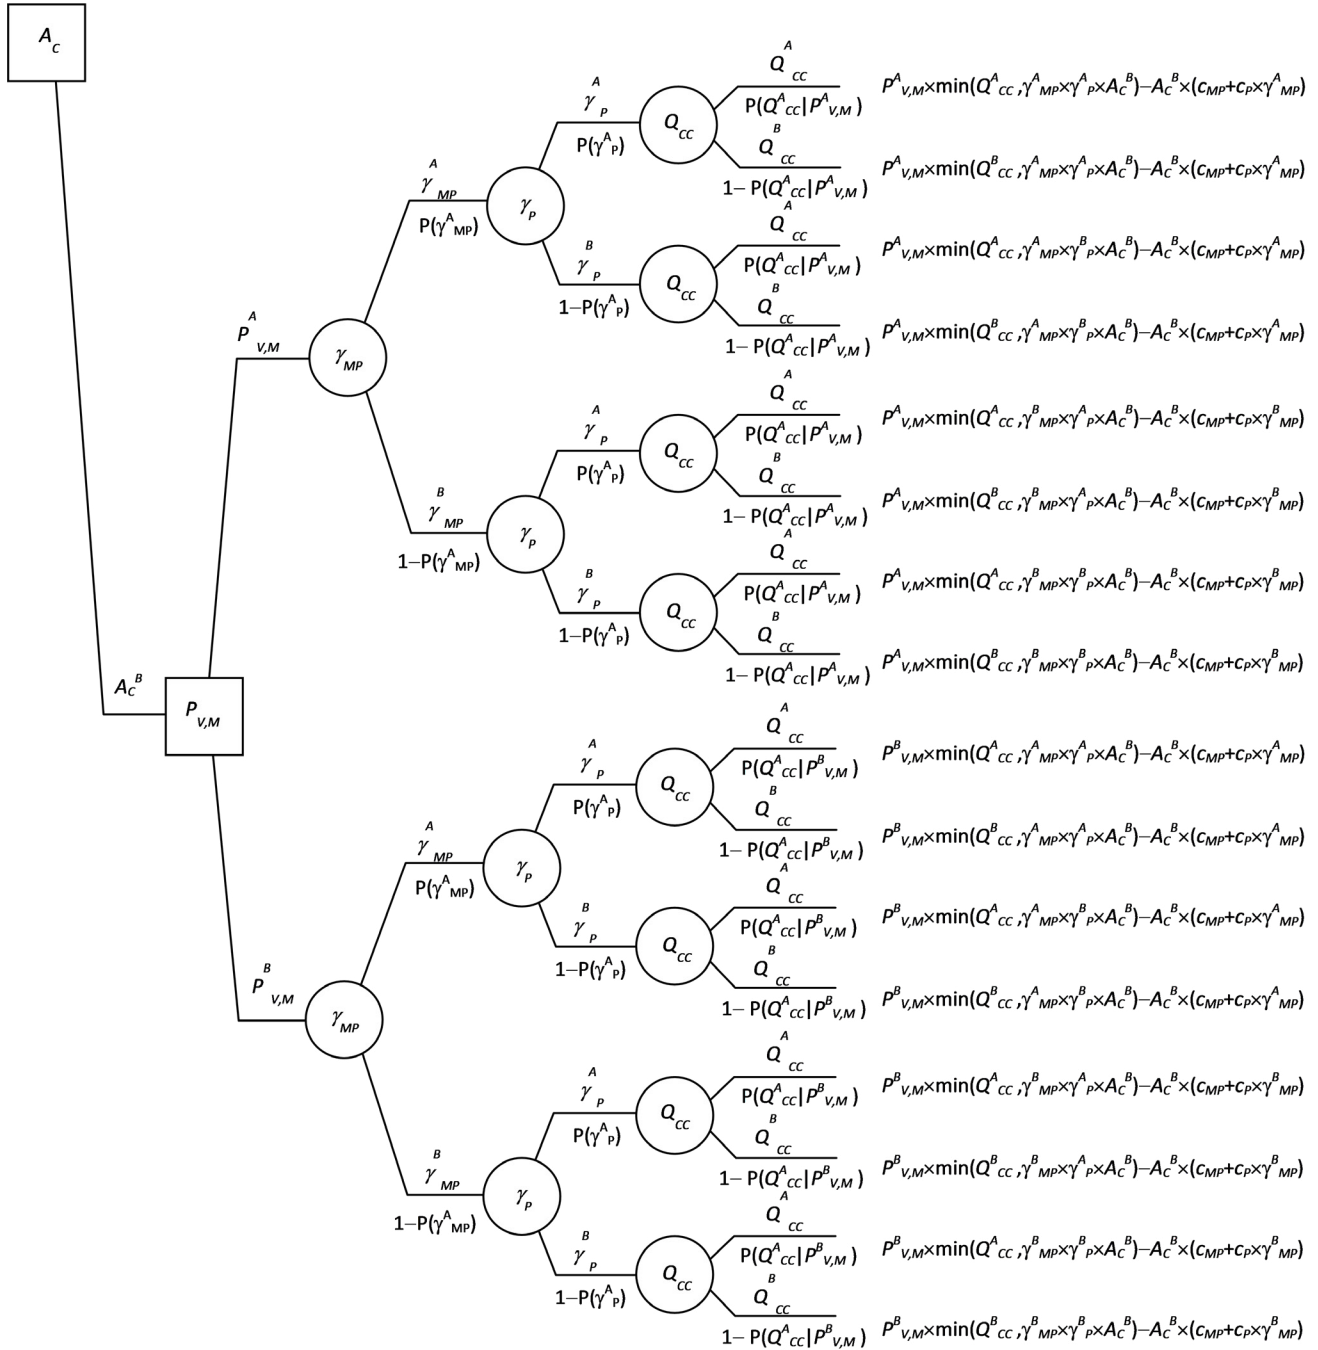 A_C
A
Q_CC
P^A_V,M×min(Q^A_CC,γ^A_MP×γ^A_P×A_C^B)−A_C^B×(c_MP+c_P×γ^A_MP)
γ^A_P
Q_CC
P(Q^A_CC|P^A_V,M)
P(γ^A_P)
Q^B_CC
γ^A_MP
P^A_V,M×min(Q^B_CC,γ^A_MP×γ^A_P×A_C^B)−A_C^B×(c_MP+c_P×γ^A_MP)
1−P(Q^A_CC|P^A_V,M)
γ_P
P(γ^A_MP)
Q^A_CC
P^A_V,M×min(Q^A_CC,γ^A_MP×γ^B_P×A_C^B)−A_C^B×(c_MP+c_P×γ^A_MP)
γ^B_P
Q_CC
P(Q^A_CC|P^A_V,M)
1−P(γ^A_P)
Q^B_CC
P^A_V,M
P^A_V,M×min(Q^B_CC,γ^A_MP×γ^B_P×A_C^B)−A_C^B×(c_MP+c_P×γ^A_MP)
1−P(Q^A_CC|P^A_V,M)
γ_MP
Q^A_CC
P^A_V,M×min(Q^A_CC,γ^B_MP×γ^A_P×A_C^B)−A_C^B×(c_MP+c_P×γ^B_MP)
γ^A_P
Q_CC
P(Q^A_CC|P^A_V,M)
P(γ^A_P)
Q^B_CC
γ^B_MP
P^A_V,M×min(Q^B_CC,γ^B_MP×γ^A_P×A_C^B)−A_C^B×(c_MP+c_P×γ^B_MP)
1−P(Q^A_CC|P^A_V,M)
γ_P
1−P(γ^A_MP)
Q^A_CC
P^A_V,M×min(Q^A_CC,γ^B_MP×γ^B_P×A_C^B)−A_C^B×(c_MP+c_P×γ^B_MP)
γ^B_P
Q_CC
P(Q^A_CC|P^A_V,M)
1−P(γ^A_P)
Q^B_CC
P^A_V,M×min(Q^B_CC,γ^B_MP×γ^B_P×A_C^B)−A_C^B×(c_MP+c_P×γ^B_MP)
1−P(Q^A_CC|P^A_V,M)
A_C^B
P_V,M
Q^A_CC
P^B_V,M×min(Q^A_CC,γ^A_MP×γ^A_P×A_C^B)−A_C^B×(c_MP+c_P×γ^A_MP)
γ^A_P
Q_CC
P(Q^A_CC|P^B_V,M)
P(γ^A_P)
Q^B_CC
γ^A_MP
P^B_V,M×min(Q^B_CC,γ^A_MP×γ^A_P×A_C^B)−A_C^B×(c_MP+c_P×γ^A_MP)
1−P(Q^A_CC|P^B_V,M)
γ_P
P(γ^A_MP)
Q^A_CC
P^B_V,M×min(Q^A_CC,γ^A_MP×γ^B_P×A_C^B)−A_C^B×(c_MP+c_P×γ^A_MP)
γ^B_P
Q_CC
P(Q^A_CC|P^B_V,M)
1−P(γ^A_P)
Q^B_CC
P^B_V,M
P^B_V,M×min(Q^B_CC,γ^A_MP×γ^B_P×A_C^B)−A_C^B×(c_MP+c_P×γ^A_MP)
1−P(Q^A_CC|P^B_V,M)
γ_MP
Q^A_CC
P^B_V,M×min(Q^A_CC,γ^B_MP×γ^A_P×A_C^B)−A_C^B×(c_MP+c_P×γ^B_MP)
γ^A_P
Q_CC
P(Q^A_CC|P^B_V,M)
P(γ^A_P)
Q^B_CC
γ^B_MP
P^B_V,M×min(Q^B_CC,γ^B_MP×γ^A_P×A_C^B)−A_C^B×(c_MP+c_P×γ^B_MP)
1−P(Q^A_CC|P^B_V,M)
γ_P
1−P(γ^A_MP)
Q^A_CC
P^B_V,M×min(Q^A_CC,γ^B_MP×γ^B_P×A_C^B)−A_C^B×(c_MP+c_P×γ^B_MP)
γ^B_P
Q_CC
P(Q^A_CC|P^B_V,M)
1−P(γ^A_P)
Q^B_CC
P^B_V,M×min(Q^B_CC,γ^B_MP×γ^B_P×A_C^B)−A_C^B×(c_MP+c_P×γ^B_MP)
1−P(Q^A_CC|P^B_V,M)